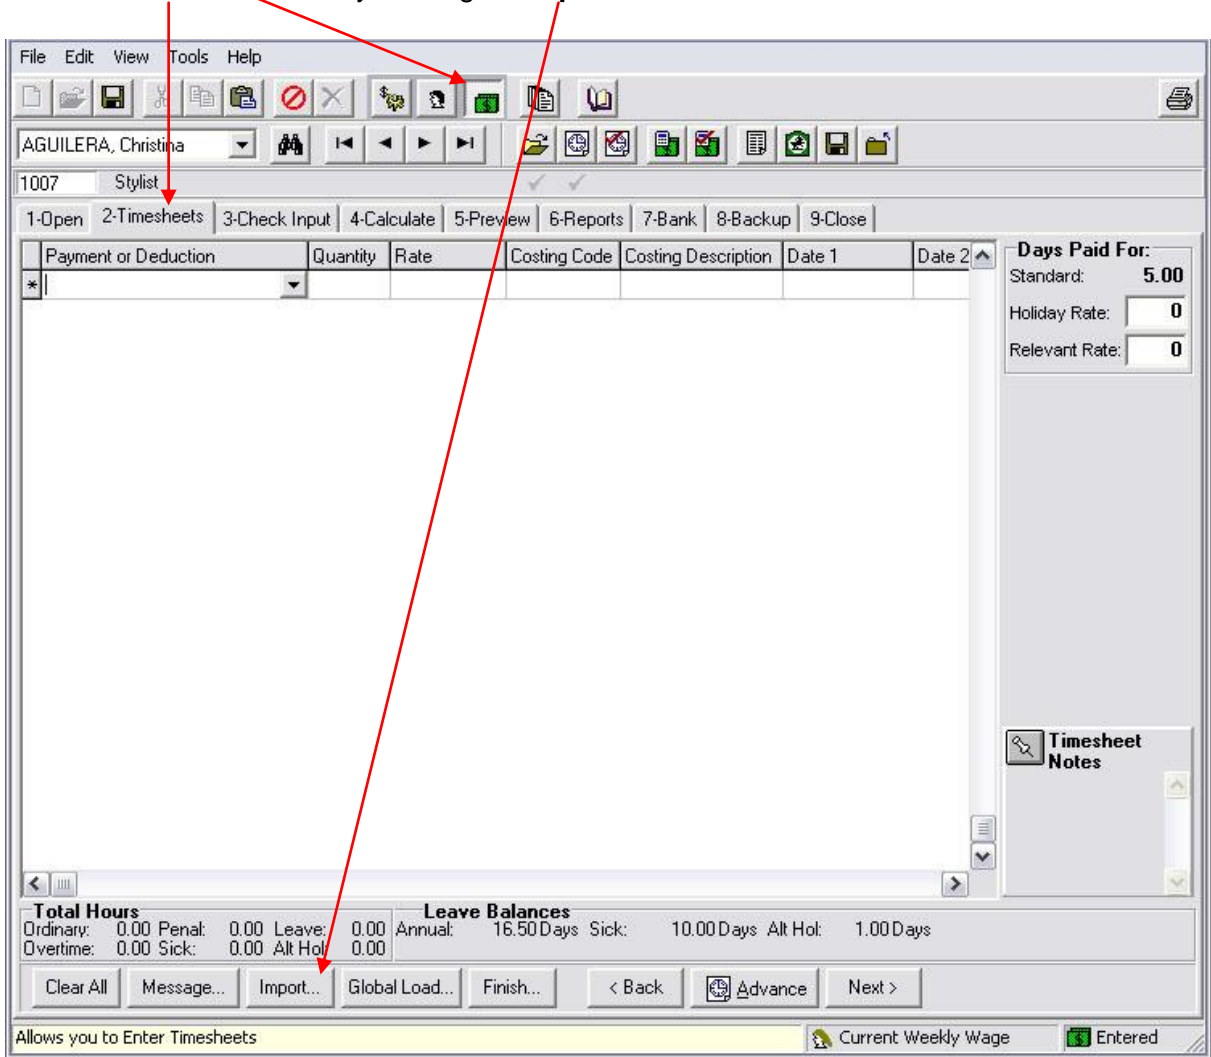 File Edit View Tools Help
AGUILERA, Christina
1007 Stylist
1-Open 2-Timesheets 3-Check Input 4-Calculate 5-Preview 6-Reports 7-Bank 8-Backup 9-Close
Payment or Deduction Quantity Rate Costing Code Costing Description Date 1 Date 2
*
Days Paid For:
Standard: 5.00
Holiday Rate: 0
Relevant Rate: 0
Timesheet
Notes
Total Hours
Ordinary: 0.00 Penal: 0.00 Leave: 0.00
Overtime: 0.00 Sick: 0.00 Alt Hol: 0.00
Leave Balances
Annual: 16.50 Days Sick: 10.00 Days Alt Hol: 1.00 Days
Clear All Message... Import... Global Load... Finish... < Back Advance Next >
Allows you to Enter Timesheets Current Weekly Wage Entered